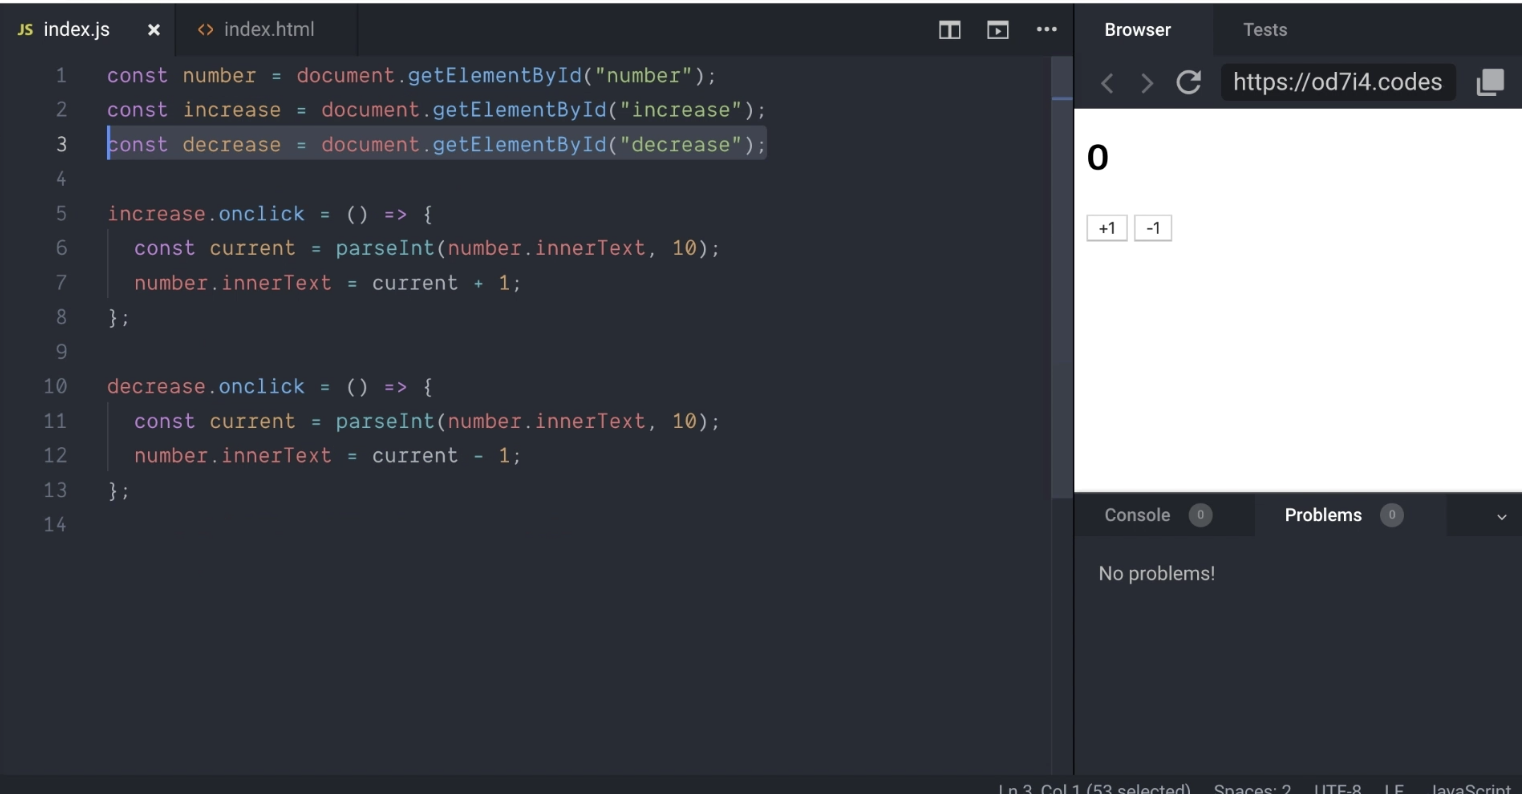 JS index.js × <> index.html
1 const number = document.getElementById("number");
2 const increase = document.getElementById("increase");
3 const decrease = document.getElementById("decrease");
4
5 increase.onclick = () => {
6 const current = parseInt(number.innerText, 10);
7 number.innerText = current + 1;
8 };
9
10 decrease.onclick = () => {
11 const current = parseInt(number.innerText, 10);
12 number.innerText = current - 1;
13 };
14
Browser Tests
https://od7i4.codes
0
+1 -1
Console 0 Problems 0
No problems!
Ln 3, Col 1 (53 selected) Spaces: 2 UTF-8 LF JavaScript